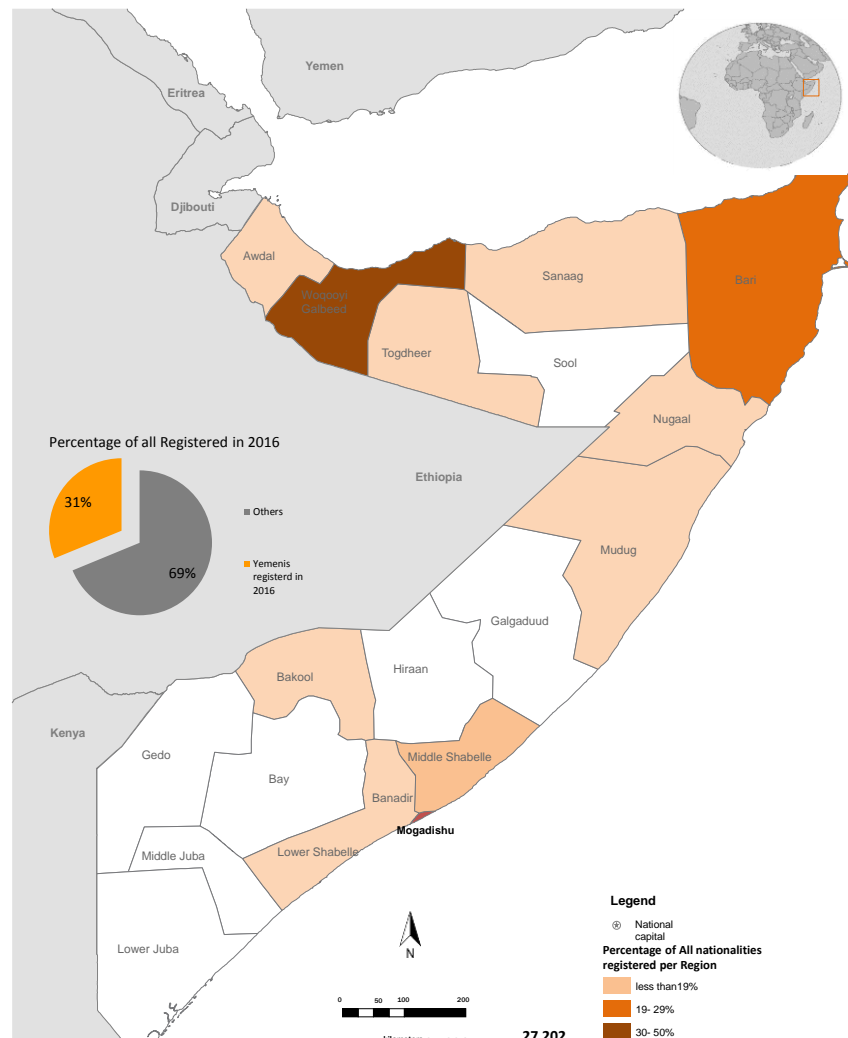 Yemen
Eritrea
Djibouti
Awdal
Sanaag
Bari
Woqooyi
Galbeed
Togdheer
Sool
Nugaal
Percentage of all Registered in 2016
31%
69%
Others
Yemenis
registerd in
2016
Ethiopia
Mudug
Galgaduud
Hiraan
Bakool
Kenya
Gedo
Bay
Middle Shabelle
Banadir
Mogadishu
Middle Juba
Lower Shabelle
Lower Juba
N
0 50 100 200
27,202
Legend
National
capital
Percentage of All nationalities
registered per Region
less than19%
19- 29%
30- 50%